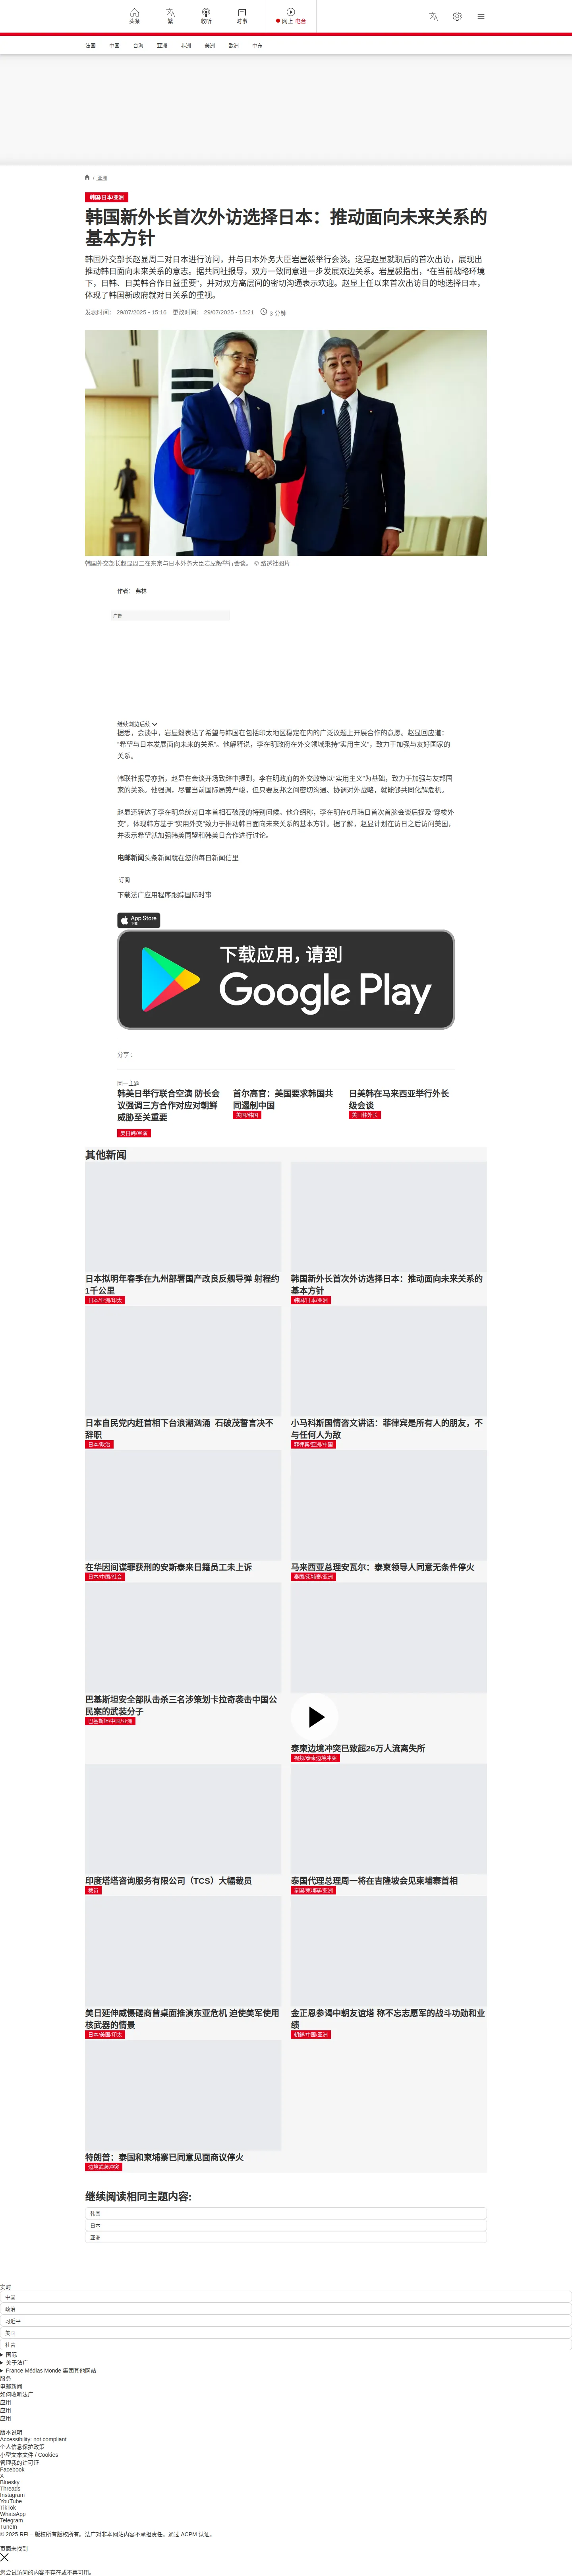 头条
繁
收听
时事
网上 电台
法国
中国
台海
亚洲
非洲
美洲
欧洲
中东
/ 亚洲
韩国/日本/亚洲
韩国新外长首次外访选择日本：推动面向未来关系的
基本方针
韩国外交部长赵显周二对日本进行访问，并与日本外务大臣岩屋毅举行会谈。这是赵显就职后的首次出访，展现出
推动韩日面向未来关系的意志。据共同社报导，双方一致同意进一步发展双边关系。岩屋毅指出，“在当前战略环境
下，日韩、日美韩合作日益重要”，并对双方高层间的密切沟通表示欢迎。赵显上任以来首次出访目的地选择日本，
体现了韩国新政府就对日关系的重视。
发表时间： 29/07/2025 - 15:16 更改时间： 29/07/2025 - 15:21 3 分钟
韩国外交部长赵显周二在东京与日本外务大臣岩屋毅举行会谈。 © 路透社图片
作者： 弗林
广告
继续浏览后续
据悉，会谈中，岩屋毅表达了希望与韩国在包括印太地区稳定在内的广泛议题上开展合作的意愿。赵显回应道：
“希望与日本发展面向未来的关系”。他解释说，李在明政府在外交领域秉持“实用主义”，致力于加强与友好国家的
关系。
韩联社报导亦指，赵显在会谈开场致辞中提到，李在明政府的外交政策以“实用主义”为基础，致力于加强与友邦国
家的关系。他强调，尽管当前国际局势严峻，但只要友邦之间密切沟通、协调对外战略，就能够共同化解危机。
赵显还转达了李在明总统对日本首相石破茂的特别问候。他介绍称，李在明在6月韩日首次首脑会谈后提及“穿梭外
交”，体现韩方基于“实用外交”致力于推动韩日面向未来关系的基本方针。据了解，赵显计划在访日之后访问美国，
并表示希望就加强韩美同盟和韩美日合作进行讨论。
电邮新闻头条新闻就在您的每日新闻信里
订阅
下载法广应用程序跟踪国际时事
App Store
下载
下载应用，请到
Google Play
分享 :
同一主题
韩美日举行联合空演 防长会
议强调三方合作对应对朝鲜
威胁至关重要
美日韩/军演
首尔高官：美国要求韩国共
同遏制中国
美国/韩国
日美韩在马来西亚举行外长
级会谈
美日韩外长
其他新闻
日本拟明年春季在九州部署国产改良反舰导弹 射程约
1千公里
日本/亚洲/印太
韩国新外长首次外访选择日本：推动面向未来关系的
基本方针
韩国/日本/亚洲
日本自民党内赶首相下台浪潮汹涌 石破茂誓言决不
辞职
日本/政治
小马科斯国情咨文讲话：菲律宾是所有人的朋友，不
与任何人为敌
菲律宾/亚洲/中国
在华因间谍罪获刑的安斯泰来日籍员工未上诉
日本/中国/社会
马来西亚总理安瓦尔：泰柬领导人同意无条件停火
泰国/柬埔寨/亚洲
巴基斯坦安全部队击杀三名涉策划卡拉奇袭击中国公
民案的武装分子
巴基斯坦/中国/亚洲
泰柬边境冲突已致超26万人流离失所
视频/泰柬边境冲突
印度塔塔咨询服务有限公司（TCS）大幅裁员
裁员
泰国代理总理周一将在吉隆坡会见柬埔寨首相
泰国/柬埔寨/亚洲
美日延伸威慑磋商曾桌面推演东亚危机 迫使美军使用
核武器的情景
日本/美国/印太
金正恩参谒中朝友谊塔 称不忘志愿军的战斗功勋和业
绩
朝鲜/中国/亚洲
特朗普：泰国和柬埔寨已同意见面商议停火
边境武装冲突
继续阅读相同主题内容:
韩国
日本
亚洲
实时
中国
政治
习近平
美国
社会
国际
关于法广
France Médias Monde 集团其他网站
服务
电邮新闻
如何收听法广
应用
应用
应用
版本说明
Accessibility: not compliant
个人信息保护政策
小型文本文件 / Cookies
管理我的许可证
Facebook
X
Bluesky
Threads
Instagram
YouTube
TikTok
WhatsApp
Telegram
TuneIn
© 2025 RFI – 版权所有版权所有。法广对非本网站内容不承担责任。通过 ACPM 认证。
页面未找到
您尝试访问的内容不存在或不再可用。